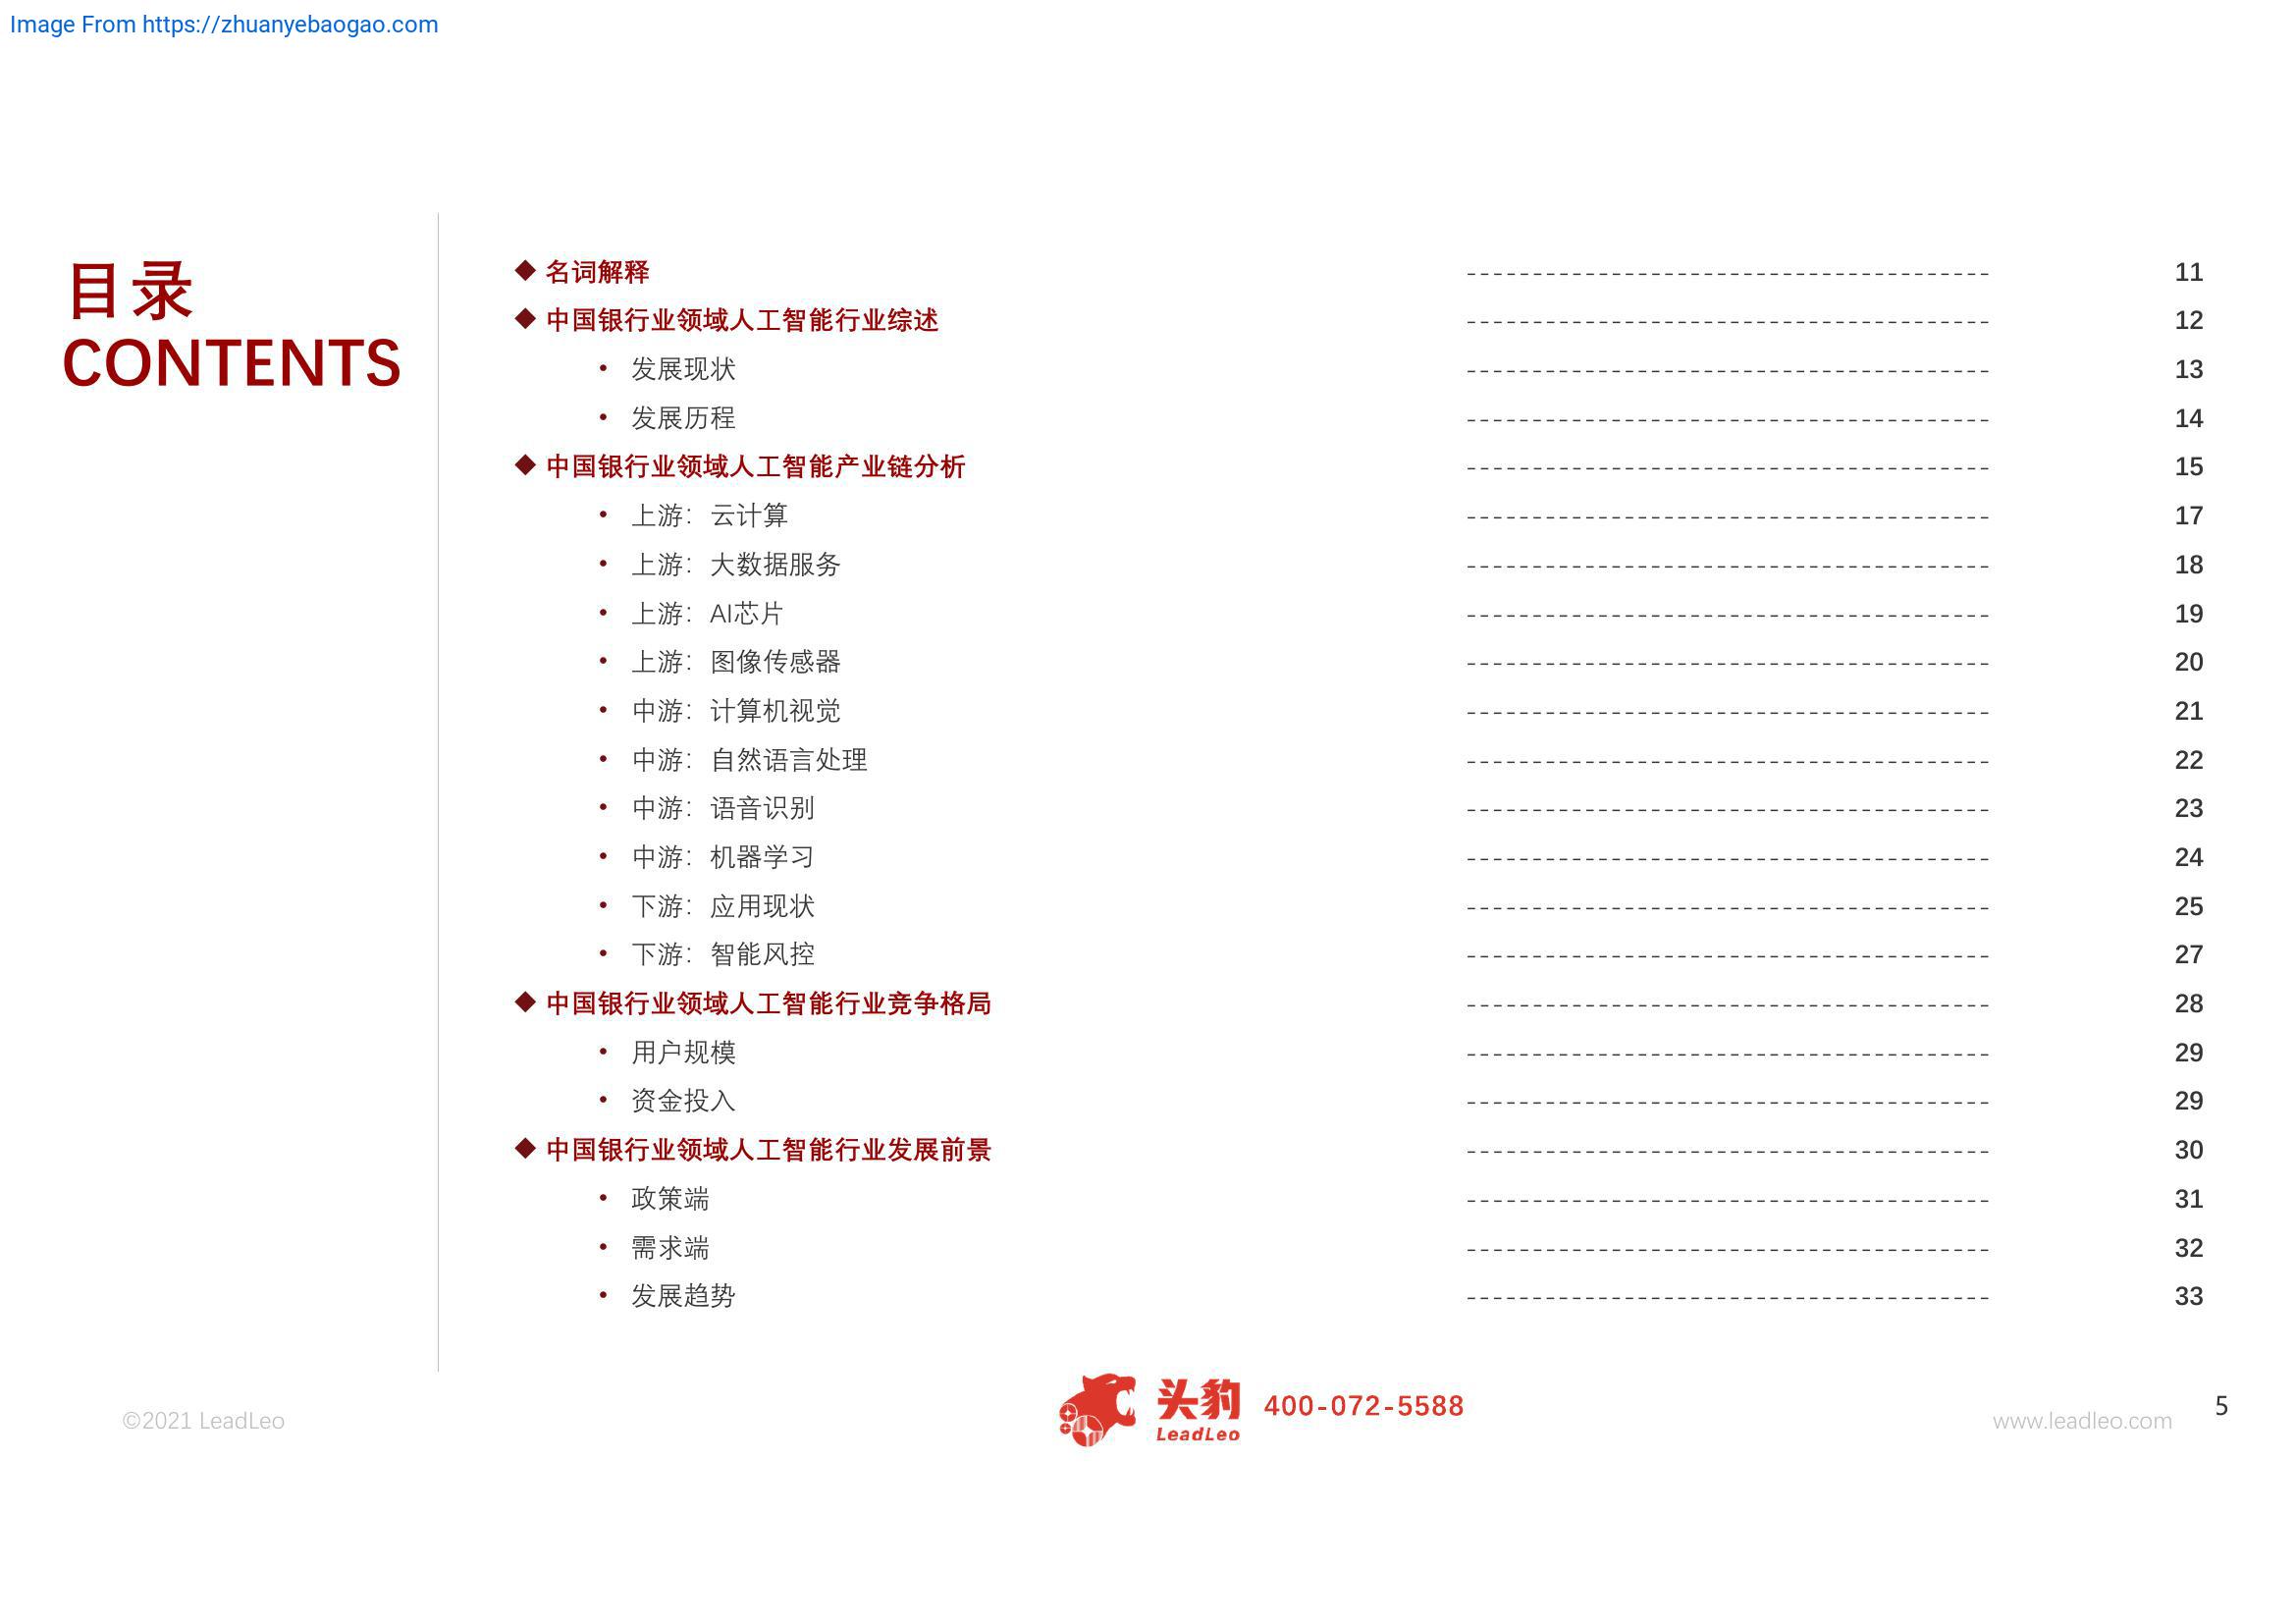 Image From https://zhuanyebaogao.com
目录
CONTENTS
◆ 名词解释 ---------------------------------------- 11
◆ 中国银行业领域人工智能行业综述 ---------------------------------------- 12
• 发展现状 ---------------------------------------- 13
• 发展历程 ---------------------------------------- 14
◆ 中国银行业领域人工智能产业链分析 ---------------------------------------- 15
• 上游：云计算 ---------------------------------------- 17
• 上游：大数据服务 ---------------------------------------- 18
• 上游：AI芯片 ---------------------------------------- 19
• 上游：图像传感器 ---------------------------------------- 20
• 中游：计算机视觉 ---------------------------------------- 21
• 中游：自然语言处理 ---------------------------------------- 22
• 中游：语音识别 ---------------------------------------- 23
• 中游：机器学习 ---------------------------------------- 24
• 下游：应用现状 ---------------------------------------- 25
• 下游：智能风控 ---------------------------------------- 27
◆ 中国银行业领域人工智能行业竞争格局 ---------------------------------------- 28
• 用户规模 ---------------------------------------- 29
• 资金投入 ---------------------------------------- 29
◆ 中国银行业领域人工智能行业发展前景 ---------------------------------------- 30
• 政策端 ---------------------------------------- 31
• 需求端 ---------------------------------------- 32
• 发展趋势 ---------------------------------------- 33
©2021 LeadLeo
头豹
LeadLeo
400-072-5588
www.leadleo.com
5